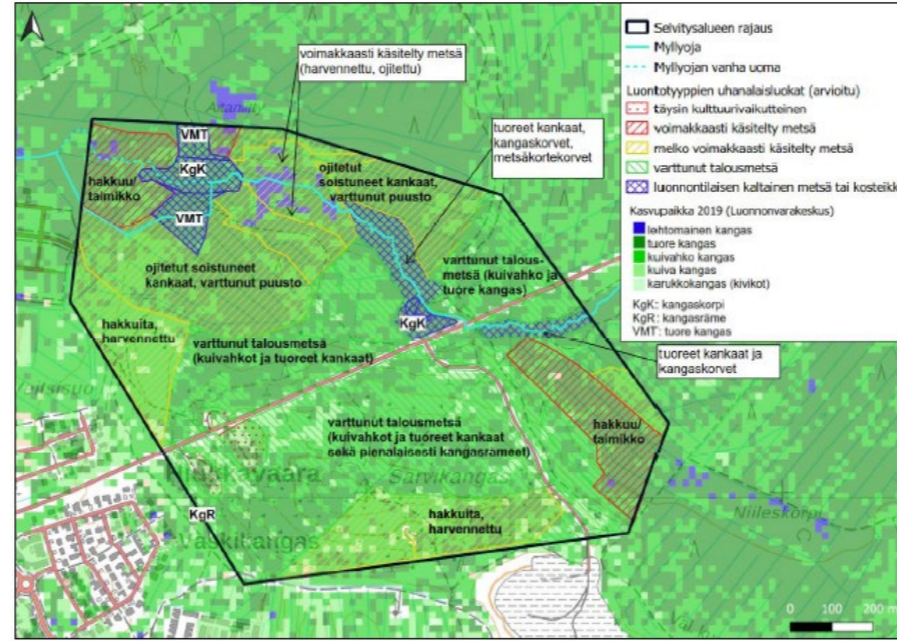 Selvitysalueen rajaus
Myllyoja
Myllyojan vanha uoma
Luontotyyppien uhanalaisluokat (arvioitu)
täysin kulttuurivaikutteinen
voimakkaasti käsitelty metsä
melko voimakkaasti käsitelty metsä
varttunut talousmetsä
luonnontilaisen kaltainen metsä tai kosteikk
Kasvupaikka 2019 (Luonnonvarakeskus)
lehtomainen kangas
tuore kangas
kuivahko kangas
kuiva kangas
karukkokangas (kivikot)
KgK: kangaskorpi
KgR: kangasräme
VMT: tuore kangas
voimakkaasti käsitelty metsä
(harvennettu, ojitettu)
tuoreet kankaat,
kangaskorvet,
metsäkortekorvet
VMT
KgK
hakkuu/
taimikko
VMT
ojitetut
soistuneet kankaat,
varttunut puusto
ojitetut soistuneet
kankaat, varttunut puusto
varttunut talous-
metsä (kuivahko ja
tuore kangas)
KgK
hakkuita,
harvennettu
varttunut talousmetsä
(kuivahkot ja tuoreet kankaat)
tuoreet kankaat ja
kangaskorvet
varttunut talousmetsä
(kuivahkot ja tuoreet kankaat
sekä pienalaisesti kangasrameet)
hakkuu/
taimikko
Sarvikangas
KgR
Vaskikangas
hakkuita,
harvennettu
Niileskorpi
0 100 200 m